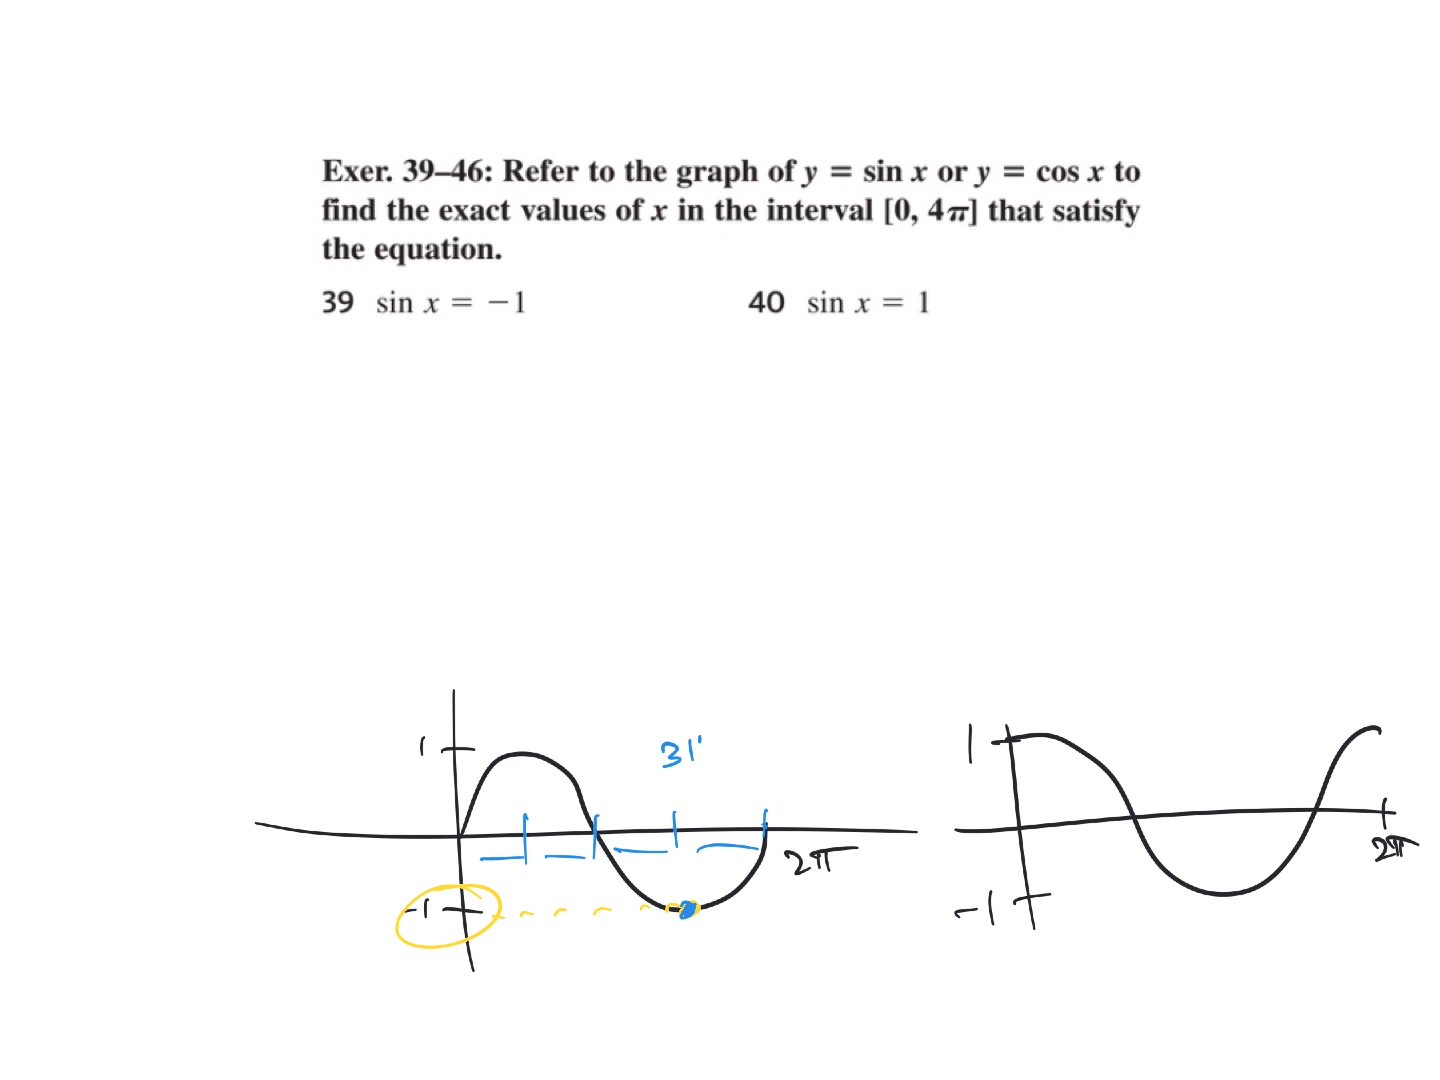 Exer. 39–46: Refer to the graph of y = sin x or y = cos x to
find the exact values of x in the interval [0, 4π] that satisfy
the equation.
39 sin x = −1
40 sin x = 1
1
-1
2π
1
-1
2π